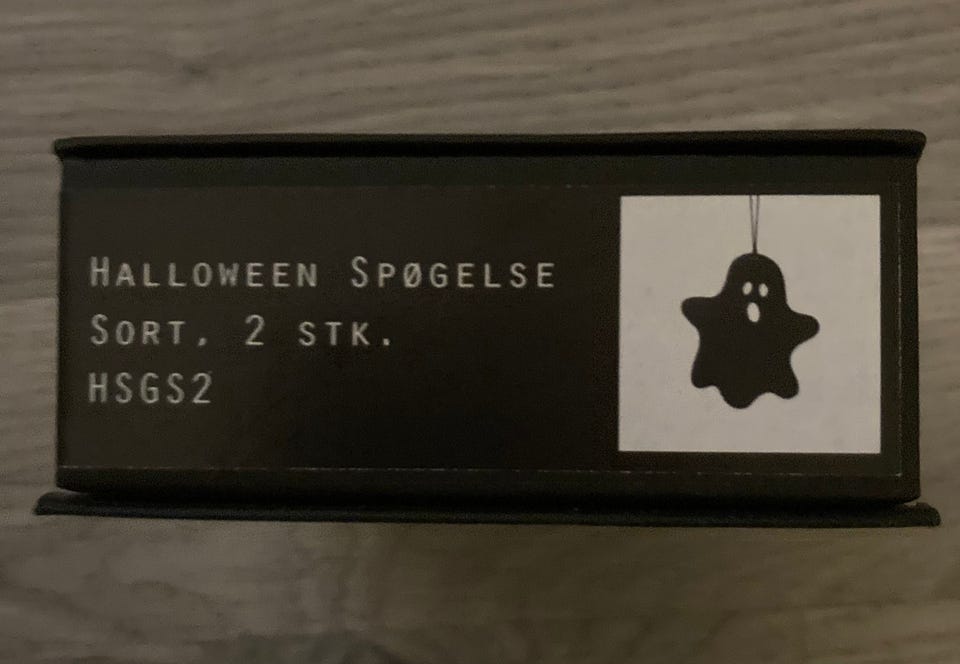 Halloween Spøgelse
Sort, 2 stk.
HSGS2